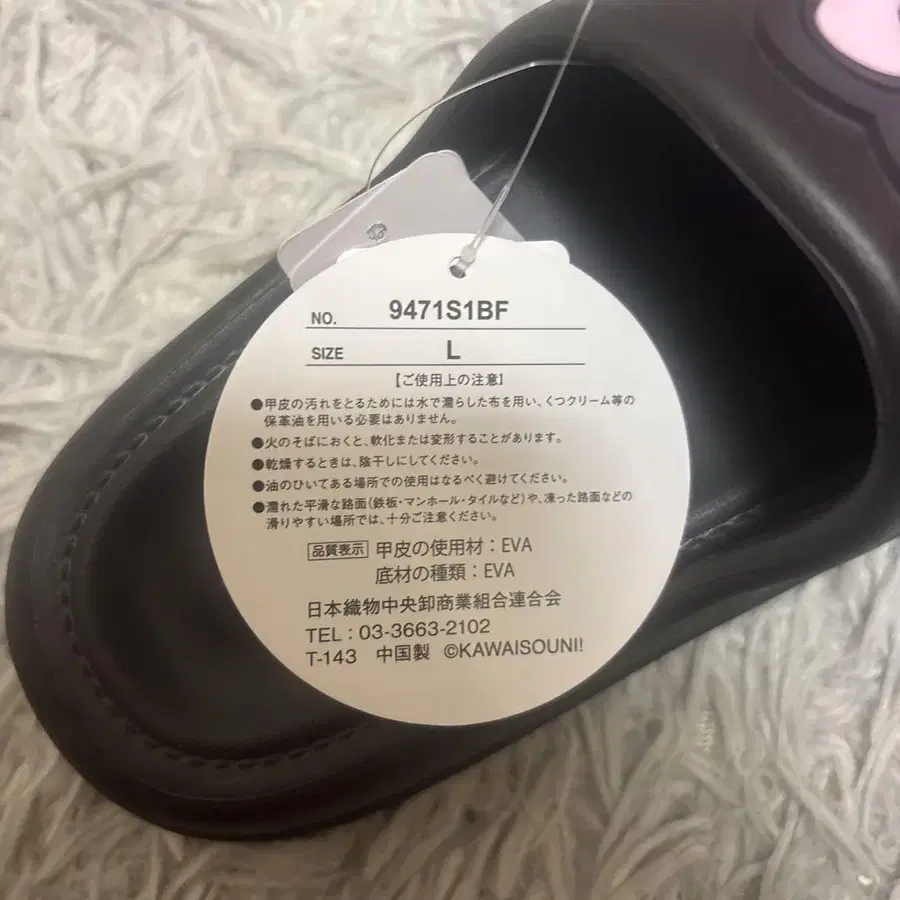 NO. 9471S1BF
SIZE L
【ご使用上の注意】
●甲皮の汚れをとるためには水で濡らした布を用い、くつクリーム等の
保革油を用いる必要はありません。
●火のそばにおくと、軟化または変形することがあります。
●乾燥するときは、陰干しにしてください。
●油のひいてある場所での使用はなるべく避けてください。
●濡れた平滑な路面（鉄板・マンホール・タイルなど）や、凍った路面などの
滑りやすい場所では、十分ご注意ください。
品質表示 甲皮の使用材：EVA
底材の種類：EVA
日本織物中央卸商業組合連合会
TEL：03-3663-2102
T-143 中国製 ©KAWAISOUNI!